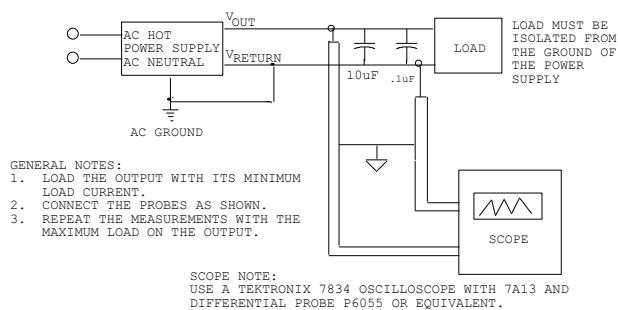 V OUT
AC HOT
POWER SUPPLY
AC NEUTRAL
V RETURN
10uF
.1uF
LOAD
LOAD MUST BE
ISOLATED FROM
THE GROUND OF
THE POWER
SUPPLY
AC GROUND
GENERAL NOTES:
1. LOAD THE OUTPUT WITH ITS MINIMUM
LOAD CURRENT.
2. CONNECT THE PROBES AS SHOWN.
3. REPEAT THE MEASUREMENTS WITH THE
MAXIMUM LOAD ON THE OUTPUT.
SCOPE
SCOPE NOTE:
USE A TEKTRONIX 7834 OSCILLOSCOPE WITH 7A13 AND
DIFFERENTIAL PROBE P6055 OR EQUIVALENT.